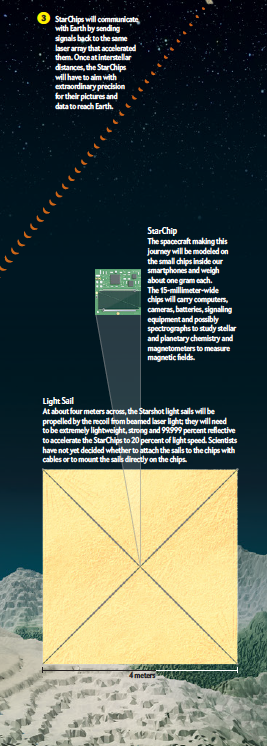 3
StarChips will communicate
with Earth by sending
signals back to the same
laser array that accelerated
them. Once at interstellar
distances, the StarChips
will have to aim with
extraordinary precision
for their pictures and
data to reach Earth.
StarChip
The spacecraft making this
journey will be modeled on
the small chips inside our
smartphones and weigh
about one gram each.
The 15-millimeter-wide
chips will carry computers,
cameras, batteries, signaling
equipment and possibly
spectrographs to study stellar
and planetary chemistry and
magnetometers to measure
magnetic fields.
Light Sail
At about four meters across, the Starshot light sails will be
propelled by the recoil from beamed laser light; they will need
to be extremely lightweight, strong and 99.999 percent reflective
to accelerate the StarChips to 20 percent of light speed. Scientists
have not yet decided whether to attach the sails to the chips with
cables or to mount the sails directly on the chips.
4 meters